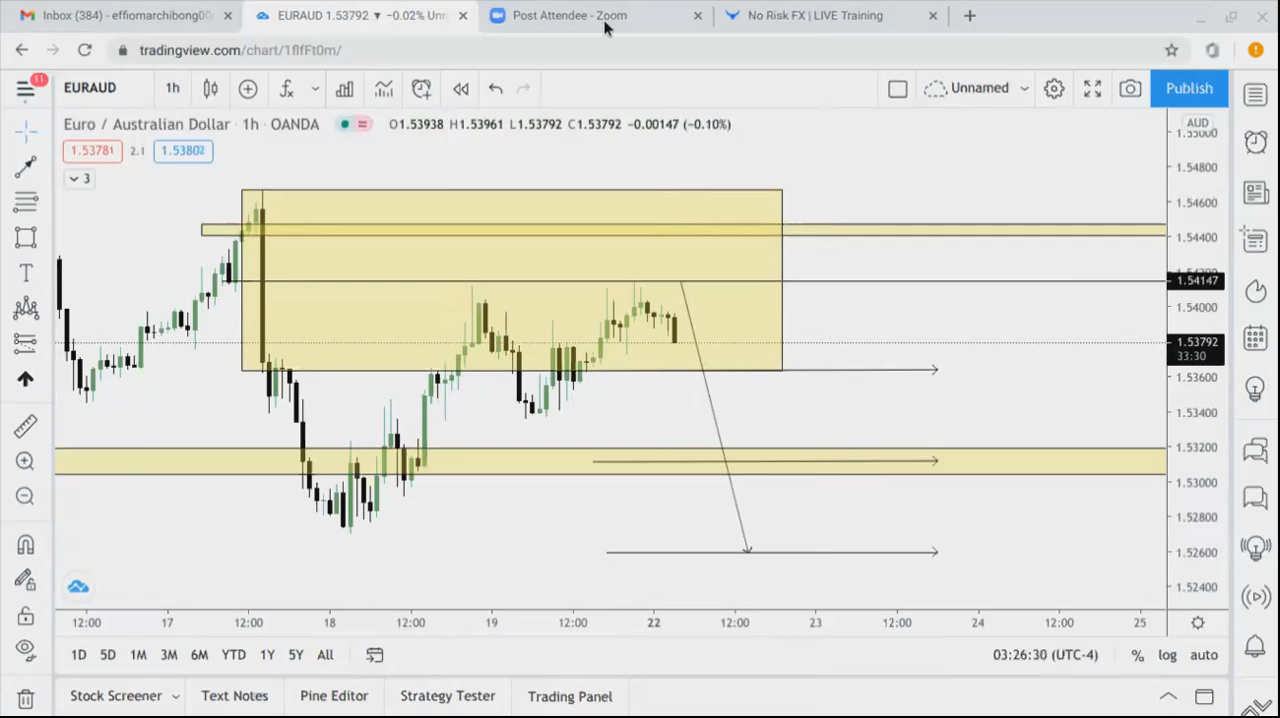 Inbox (384) - effiomarchibong00
EURAUD 1.53792 ▼ −0.02% Unn
Post Attendee - Zoom
No Risk FX | LIVE Training
tradingview.com/chart/1flfFt0m/
11
EURAUD
1h
Unnamed
Publish
Euro / Australian Dollar · 1h · OANDA
O1.53938 H1.53961 L1.53792 C1.53792 −0.00147 (−0.10%)
AUD
1.53781
2.1
1.53802
3
1.55000
1.54800
1.54600
1.54400
1.54147
1.54000
1.53792
33:30
1.53600
1.53400
1.53200
1.53000
1.52800
1.52600
1.52400
12:00 17 12:00 18 12:00 19 12:00 22 12:00 23 12:00 24 12:00 25
1D 5D 1M 3M 6M YTD 1Y 5Y All
03:26:30 (UTC-4) % log auto
Stock Screener Text Notes Pine Editor Strategy Tester Trading Panel